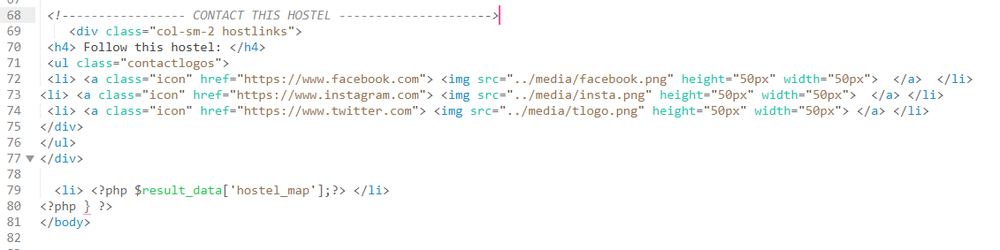 68 <!----------------- CONTACT THIS HOSTEL --------------------->
69 <div class="col-sm-2 hostlinks">
70 <h4> Follow this hostel: </h4>
71 <ul class="contactlogos">
72 <li> <a class="icon" href="https://www.facebook.com"> <img src="../media/facebook.png" height="50px" width="50px">  </a>  </li>
73 <li> <a class="icon" href="https://www.instagram.com"> <img src="../media/insta.png" height="50px" width="50px">  </a> </li>
74 <li> <a class="icon" href="https://www.twitter.com"> <img src="../media/tlogo.png" height="50px" width="50px"> </a> </li>
75 </div>
76 </ul>
77 </div>
78
79 <li> <?php $result_data['hostel_map'];?> </li>
80 <?php } ?>
81 </body>
82